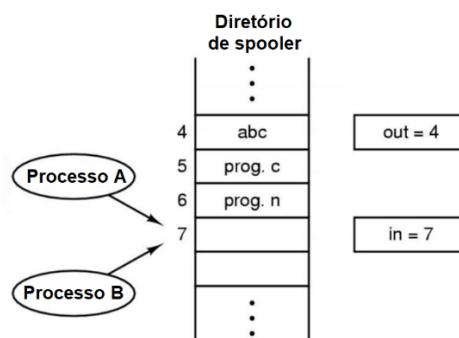 Diretório
de spooler
4 abc out = 4
5 prog. c
Processo A
6 prog. n
7 in = 7
Processo B